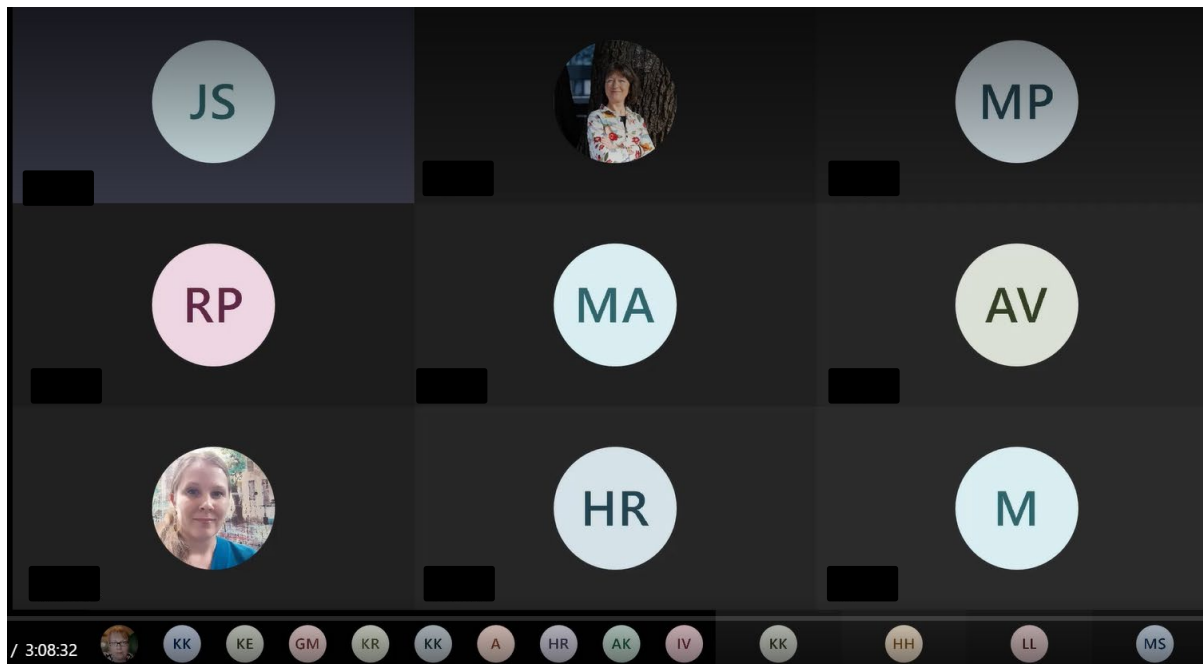 JS
MP
RP
MA
AV
HR
M
/ 3:08:32
KK
KE
GM
KR
KK
A
HR
AK
IV
KK
HH
LL
MS